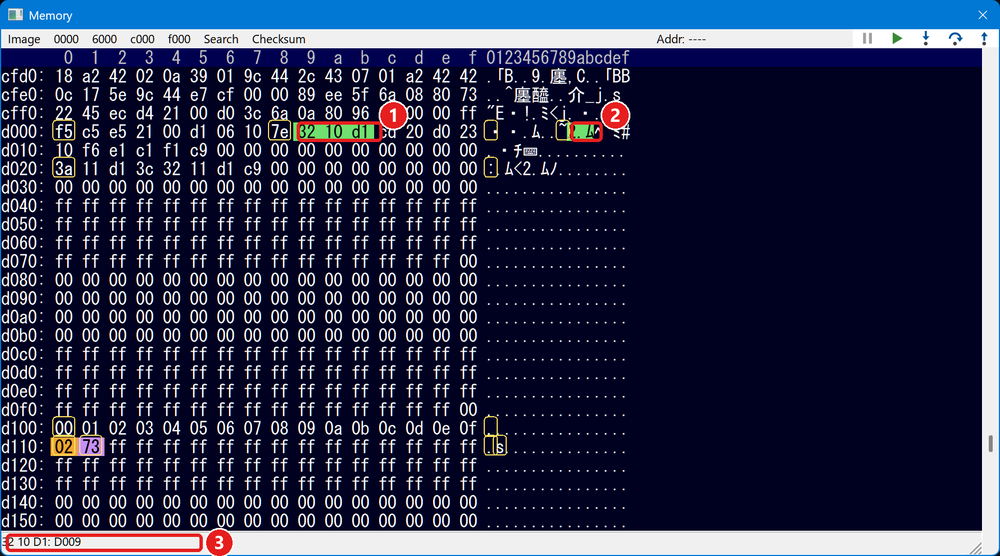 Memory
Image 0000 6000 c000 f000 Search Checksum Addr: ----
0 1 2 3 4 5 6 7 8 9 a b c d e f 0123456789abcdef
cfd0: 18 a2 42 02 0a 39 01 9c 44 2c 43 07 01 a2 42 42 .｢B..9.廛,C..｢BB
cfe0: 0c 17 5e 9c 44 e7 cf 00 00 89 ee 5f 6a 08 80 73 ..^廛醯..介_j.s
cff0: 22 45 ec d4 21 00 d0 3c 6a 0a 80 96 00 00 ff "E・!.ﾐ<j.
1
2
d000: f5 c5 e5 21 00 d1 06 10 7e 32 10 d1 cd 20 d0 23 ・・.ﾑ..~2.ﾑ ﾐ#
d010: 10 f6 e1 c1 f1 c9 00 00 00 00 00 00 00 00 00 00
d020: 3a 11 d1 3c 32 11 d1 c9 00 00 00 00 00 00 00 00 :.ﾑ<2.ﾑﾉ........
d030: 00 00 00 00 00 00 00 00 00 00 00 00 00 00 00 00 ................
d040: ff ff ff ff ff ff ff ff ff ff ff ff ff ff ff ff ................
d050: ff ff ff ff ff ff ff ff ff ff ff ff ff ff ff ff ................
d060: ff ff ff ff ff ff ff ff ff ff ff ff ff ff ff ff ................
d070: ff ff ff ff ff ff ff ff ff ff ff ff ff ff ff 00 ................
d080: 00 00 00 00 00 00 00 00 00 00 00 00 00 00 00 00 ................
d090: 00 00 00 00 00 00 00 00 00 00 00 00 00 00 00 00 ................
d0a0: 00 00 00 00 00 00 00 00 00 00 00 00 00 00 00 00 ................
d0b0: 00 00 00 00 00 00 00 00 00 00 00 00 00 00 00 00 ................
d0c0: ff ff ff ff ff ff ff ff ff ff ff ff ff ff ff ff ................
d0d0: ff ff ff ff ff ff ff ff ff ff ff ff ff ff ff ff ................
d0e0: ff ff ff ff ff ff ff ff ff ff ff ff ff ff ff ff ................
d0f0: ff ff ff ff ff ff ff ff ff ff ff ff ff ff ff 00 ................
d100: 00 01 02 03 04 05 06 07 08 09 0a 0b 0c 0d 0e 0f ................
d110: 02 73 ff ff ff ff ff ff ff ff ff ff ff ff ff ff .s..............
d120: ff ff ff ff ff ff ff ff ff ff ff ff ff ff ff ff ................
d130: ff ff ff ff ff ff ff ff ff ff ff ff ff ff ff ff ................
d140: 00 00 00 00 00 00 00 00 00 00 00 00 00 00 00 00 ................
d150: 00 00 00 00 00 00 00 00 00 00 00 00 00 00 00 00 ................
32 10 D1: D009
3